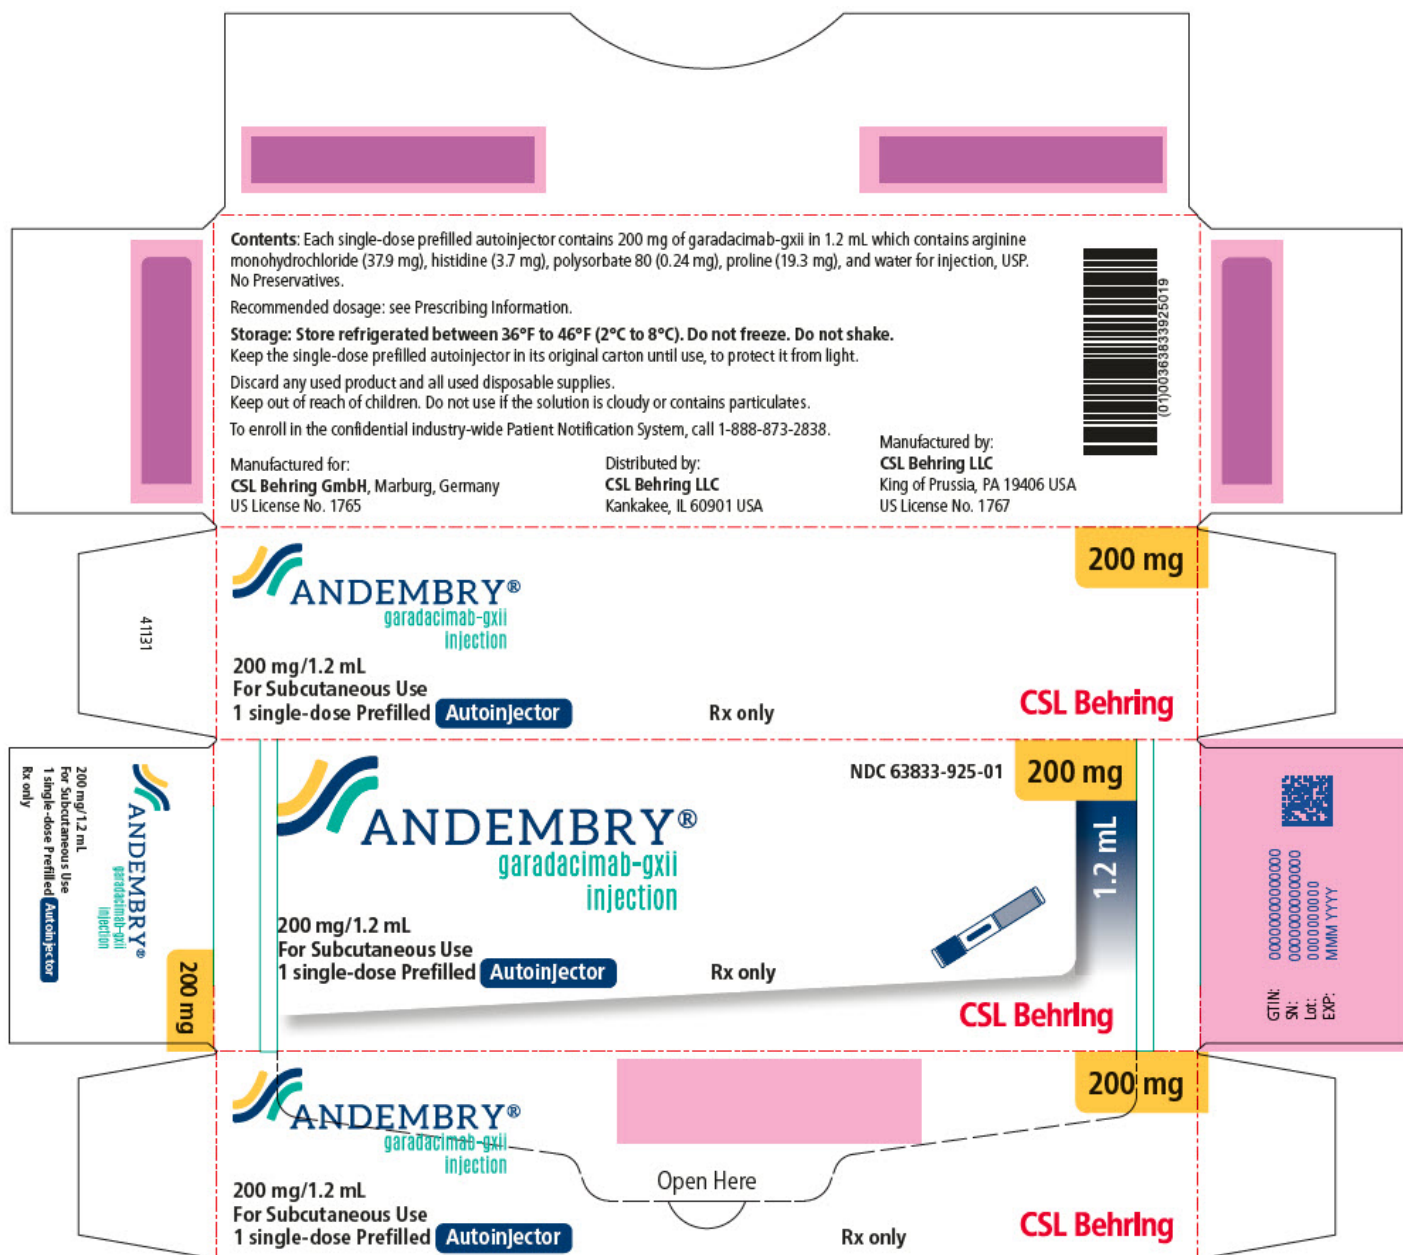 Contents: Each single-dose prefilled autoinjector contains 200 mg of garadacimab-gxii in 1.2 mL which contains arginine
monohydrochloride (37.9 mg), histidine (3.7 mg), polysorbate 80 (0.24 mg), proline (19.3 mg), and water for injection, USP.
No Preservatives.
Recommended dosage: see Prescribing Information.
Storage: Store refrigerated between 36°F to 46°F (2°C to 8°C). Do not freeze. Do not shake.
Keep the single-dose prefilled autoinjector in its original carton until use, to protect it from light.
Discard any used product and all used disposable supplies.
Keep out of reach of children. Do not use if the solution is cloudy or contains particulates.
To enroll in the confidential industry-wide Patient Notification System, call 1-888-873-2838.
Manufactured for:
CSL Behring GmbH, Marburg, Germany
US License No. 1765
Distributed by:
CSL Behring LLC
Kankakee, IL 60901 USA
Manufactured by:
CSL Behring LLC
King of Prussia, PA 19406 USA
US License No. 1767
(01)00363833925019
41131
ANDEMBRY®
garadacimab-gxii
injection
200 mg
200 mg/1.2 mL
For Subcutaneous Use
1 single-dose Prefilled Autoinjector
Rx only
CSL Behring
ANDEMBRY®
garadacimab-gxii
injection
200 mg/1.2 mL
For Subcutaneous Use
1 single-dose Prefilled Autoinjector
Rx only
200 mg
NDC 63833-925-01
200 mg
1.2 mL
ANDEMBRY®
garadacimab-gxii
injection
200 mg/1.2 mL
For Subcutaneous Use
1 single-dose Prefilled Autoinjector
Rx only
CSL Behring
GTIN: 00000000000000
SN: 0000000000000
Lot: 0000000000
EXP: MMM YYYY
ANDEMBRY®
garadacimab-gxii
injection
200 mg
Open Here
200 mg/1.2 mL
For Subcutaneous Use
1 single-dose Prefilled Autoinjector
Rx only
CSL Behring